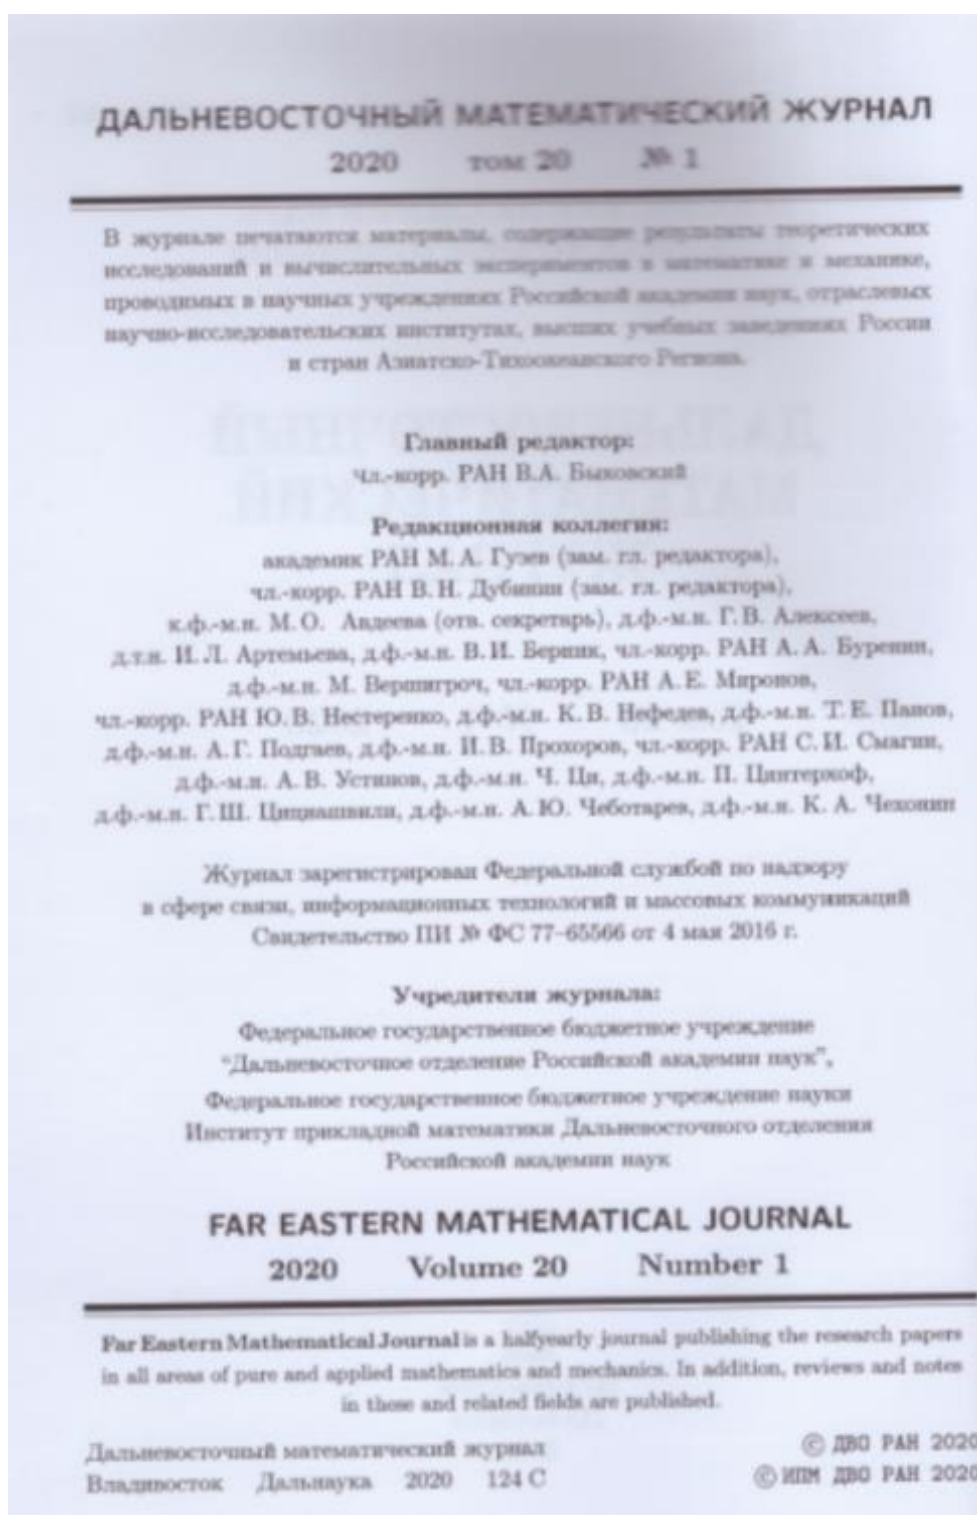 ДАЛЬНЕВОСТОЧНЫЙ МАТЕМАТИЧЕСКИЙ ЖУРНАЛ
2020 том 20 № 1
В журнале печатаются материалы, содержащие результаты теоретических
исследований и вычислительных экспериментов в математике и механике,
проводимых в научных учреждениях Российской академии наук, отраслевых
научно-исследовательских институтах, высших учебных заведениях России
и стран Азиатско-Тихоокеанского Региона.
Главный редактор:
чл.-корр. РАН В.А. Быковский
Редакционная коллегия:
академик РАН М. А. Гузев (зам. гл. редактора),
чл.-корр. РАН В. Н. Дубинин (зам. гл. редактора),
к.ф.-м.н. М. О. Авдеева (отв. секретарь), д.ф.-м.н. Г. В. Алексеев,
д.т.н. И. Л. Артемьева, д.ф.-м.н. В. И. Берник, чл.-корр. РАН А. А. Буренин,
д.ф.-м.н. М. Вершигроч, чл.-корр. РАН А. Е. Миронов,
чл.-корр. РАН Ю. В. Нестеренко, д.ф.-м.н. К. В. Нефедев, д.ф.-м.н. Т. Е. Панов,
д.ф.-м.н. А. Г. Подгаев, д.ф.-м.н. И. В. Прохоров, чл.-корр. РАН С. И. Смагин,
д.ф.-м.н. А. В. Устинов, д.ф.-м.н. Ч. Ци, д.ф.-м.н. П. Цинтерхоф,
д.ф.-м.н. Г. Ш. Цициашвили, д.ф.-м.н. А. Ю. Чеботарев, д.ф.-м.н. К. А. Чехонин
Журнал зарегистрирован Федеральной службой по надзору
в сфере связи, информационных технологий и массовых коммуникаций
Свидетельство ПИ № ФС 77–65566 от 4 мая 2016 г.
Учредители журнала:
Федеральное государственное бюджетное учреждение
“Дальневосточное отделение Российской академии наук”,
Федеральное государственное бюджетное учреждение науки
Институт прикладной математики Дальневосточного отделения
Российской академии наук
FAR EASTERN MATHEMATICAL JOURNAL
2020 Volume 20 Number 1
Far Eastern Mathematical Journal is a halfyearly journal publishing the research papers
in all areas of pure and applied mathematics and mechanics. In addition, reviews and notes
in those and related fields are published.
Дальневосточный математический журнал © ДВО РАН 2020
Владивосток Дальнаука 2020 124 С © ИПМ ДВО РАН 2020